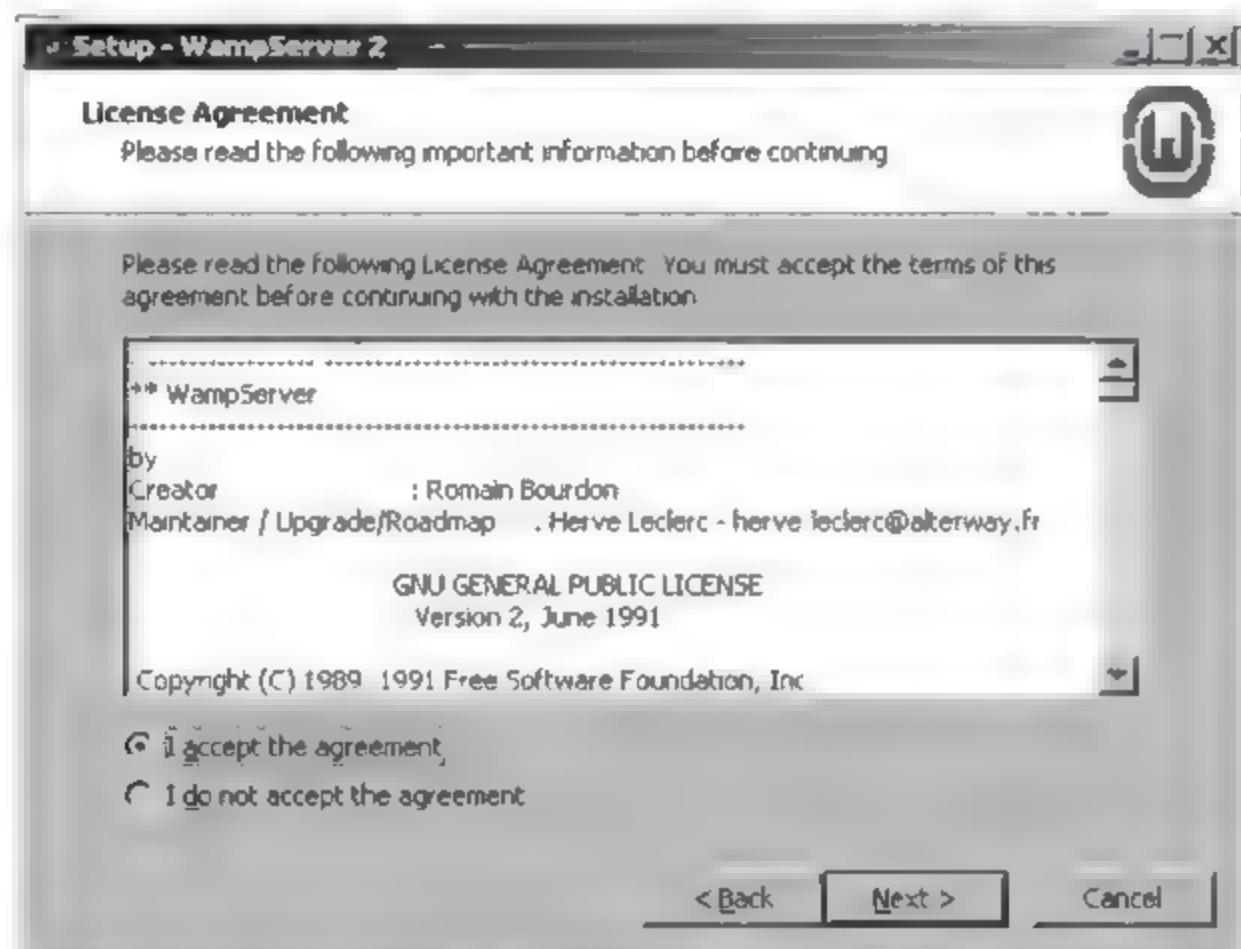 Setup - WampServer 2
License Agreement
Please read the following important information before continuing
Please read the following License Agreement You must accept the terms of this
agreement before continuing with the installation
** WampServer
by
Creator : Romain Bourdon
Maintainer / Upgrade/Roadmap . Herve Leclerc - herve leclerc@alterway.fr
GNU GENERAL PUBLIC LICENSE
Version 2, June 1991
Copyright (C) 1989 1991 Free Software Foundation, Inc
I accept the agreement
I do not accept the agreement
< Back Next > Cancel